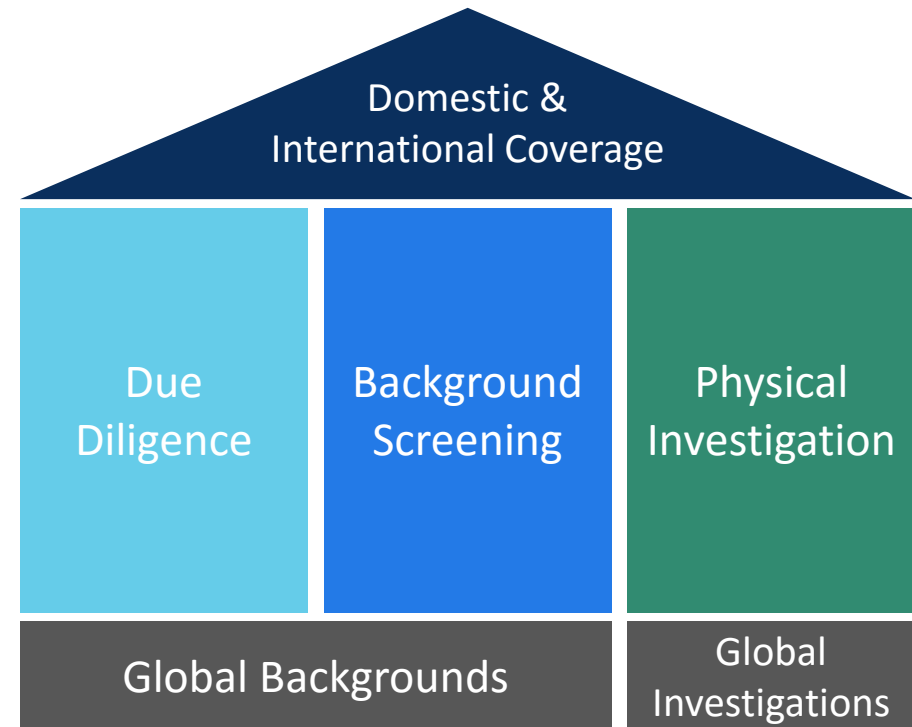 Domestic &
International Coverage
Due
Diligence
Background
Screening
Physical
Investigation
Global Backgrounds
Global
Investigations